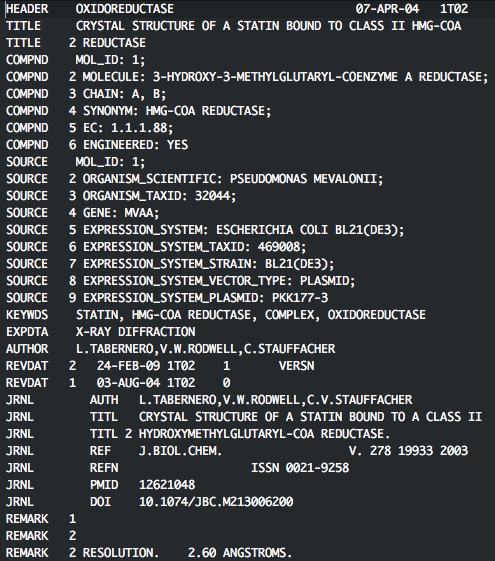 HEADER    OXIDOREDUCTASE                          07-APR-04   1T02
TITLE     CRYSTAL STRUCTURE OF A STATIN BOUND TO CLASS II HMG-COA
TITLE    2 REDUCTASE
COMPND    MOL_ID: 1;
COMPND   2 MOLECULE: 3-HYDROXY-3-METHYLGLUTARYL-COENZYME A REDUCTASE;
COMPND   3 CHAIN: A, B;
COMPND   4 SYNONYM: HMG-COA REDUCTASE;
COMPND   5 EC: 1.1.1.88;
COMPND   6 ENGINEERED: YES
SOURCE    MOL_ID: 1;
SOURCE   2 ORGANISM_SCIENTIFIC: PSEUDOMONAS MEVALONII;
SOURCE   3 ORGANISM_TAXID: 32044;
SOURCE   4 GENE: MVAA;
SOURCE   5 EXPRESSION_SYSTEM: ESCHERICHIA COLI BL21(DE3);
SOURCE   6 EXPRESSION_SYSTEM_TAXID: 469008;
SOURCE   7 EXPRESSION_SYSTEM_STRAIN: BL21(DE3);
SOURCE   8 EXPRESSION_SYSTEM_VECTOR_TYPE: PLASMID;
SOURCE   9 EXPRESSION_SYSTEM_PLASMID: PKK177-3
KEYWDS    STATIN, HMG-COA REDUCTASE, COMPLEX, OXIDOREDUCTASE
EXPDTA    X-RAY DIFFRACTION
AUTHOR    L.TABERNERO,V.W.RODWELL,C.STAUFFACHER
REVDAT   2   24-FEB-09 1T02    1       VERSN
REVDAT   1   03-AUG-04 1T02    0
JRNL        AUTH   L.TABERNERO,V.W.RODWELL,C.V.STAUFFACHER
JRNL        TITL   CRYSTAL STRUCTURE OF A STATIN BOUND TO A CLASS II
JRNL        TITL 2 HYDROXYMETHYLGLUTARYL-COA REDUCTASE.
JRNL        REF    J.BIOL.CHEM.                  V. 278 19933 2003
JRNL        REFN                   ISSN 0021-9258
JRNL        PMID   12621048
JRNL        DOI    10.1074/JBC.M213006200
REMARK   1
REMARK   2
REMARK   2 RESOLUTION.    2.60 ANGSTROMS.